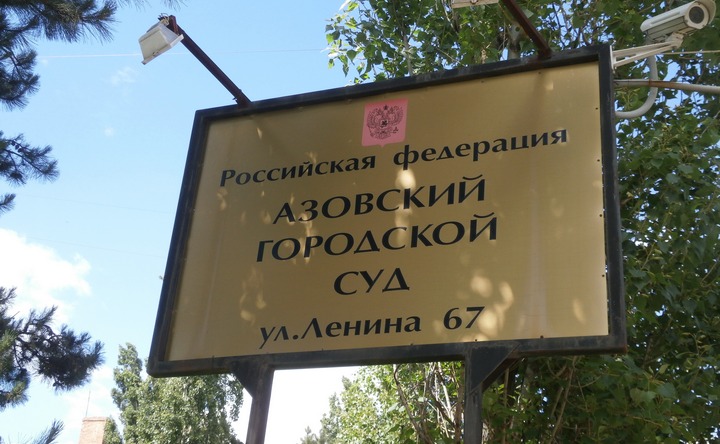 Российская федерация
АЗОВСКИЙ
ГОРОДСКОЙ
СУД
ул.Ленина 67